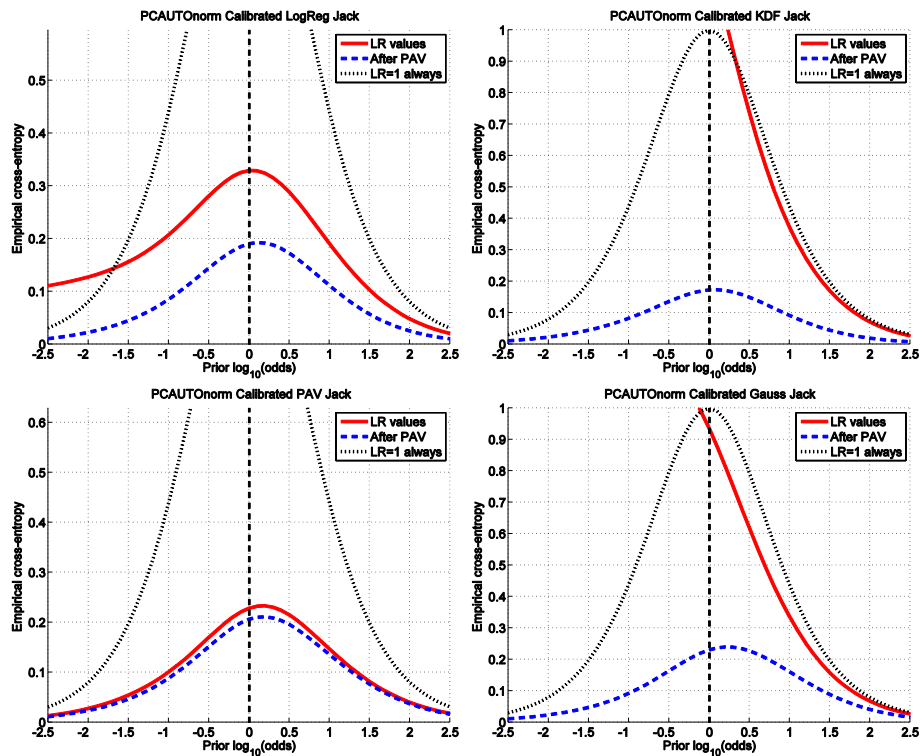 PCAUTOnorm Calibrated LogReg Jack
LR values
After PAV
LR=1 always
Empirical cross-entropy
0.5
0.4
0.3
0.2
0.1
0
-2.5 -2 -1.5 -1 -0.5 0 0.5 1 1.5 2 2.5
Prior log10(odds)
PCAUTOnorm Calibrated KDF Jack
LR values
After PAV
LR=1 always
Empirical cross-entropy
1
0.9
0.8
0.7
0.6
0.5
0.4
0.3
0.2
0.1
0
-2.5 -2 -1.5 -1 -0.5 0 0.5 1 1.5 2 2.5
Prior log10(odds)
PCAUTOnorm Calibrated PAV Jack
LR values
After PAV
LR=1 always
Empirical cross-entropy
0.6
0.5
0.4
0.3
0.2
0.1
0
-2.5 -2 -1.5 -1 -0.5 0 0.5 1 1.5 2 2.5
Prior log10(odds)
PCAUTOnorm Calibrated Gauss Jack
LR values
After PAV
LR=1 always
Empirical cross-entropy
1
0.9
0.8
0.7
0.6
0.5
0.4
0.3
0.2
0.1
0
-2.5 -2 -1.5 -1 -0.5 0 0.5 1 1.5 2 2.5
Prior log10(odds)